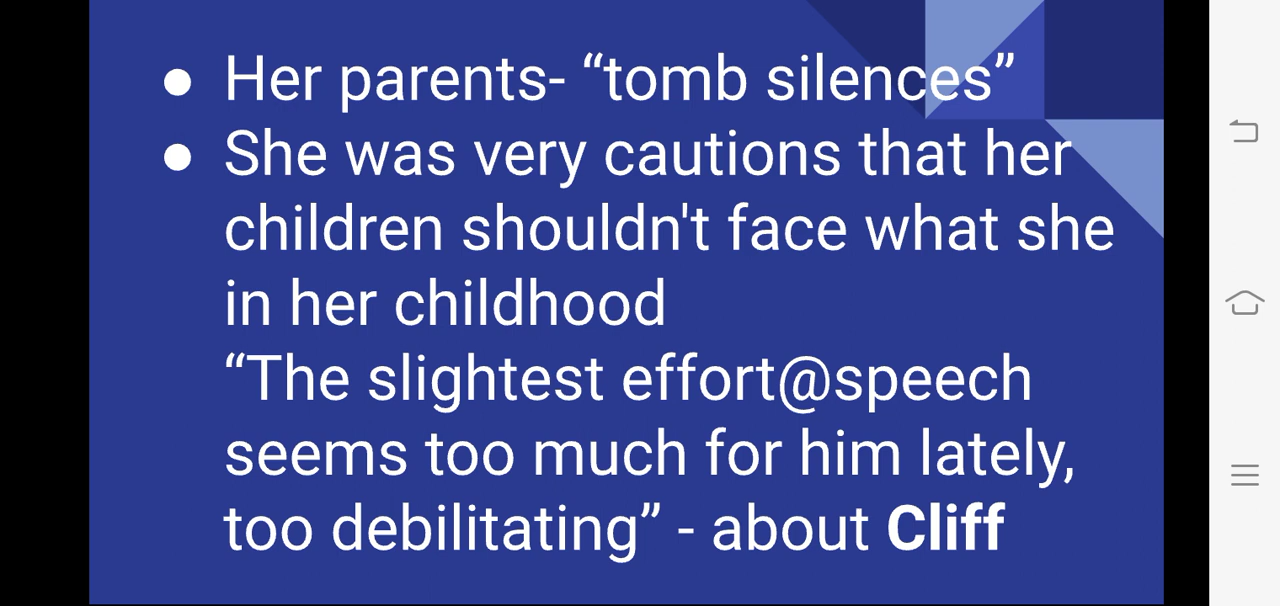 ● Her parents- “tomb silences”
● She was very cautions that her
children shouldn't face what she
in her childhood
“The slightest effort@speech
seems too much for him lately,
too debilitating” - about Cliff